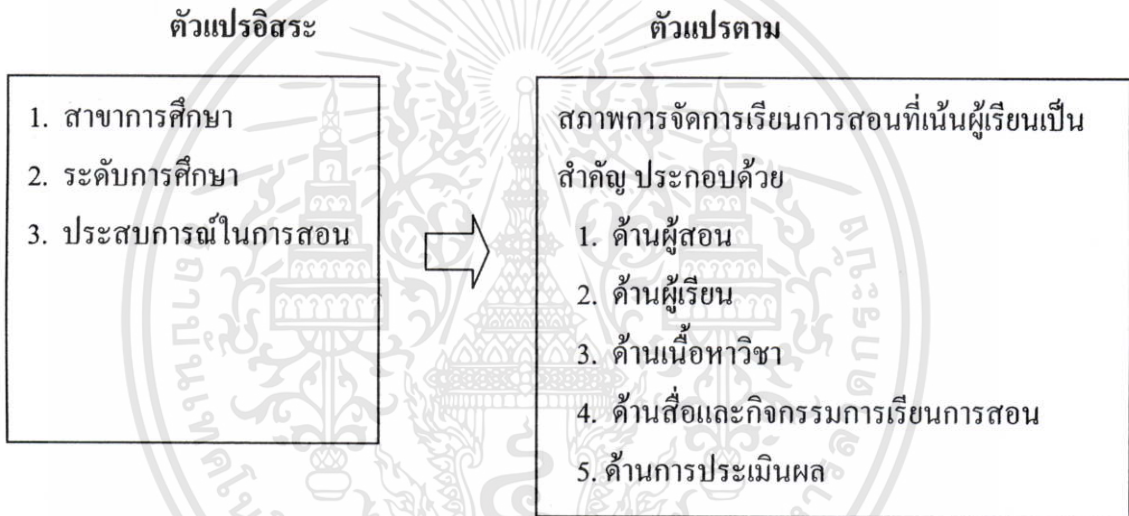 ตัวแปรอิสระ
1. สาขาการศึกษา
2. ระดับการศึกษา
3. ประสบการณ์ในการสอน
ตัวแปรตาม
สภาพการจัดการเรียนการสอนที่เน้นผู้เรียนเป็น
สำคัญ ประกอบด้วย
1. ด้านผู้สอน
2. ด้านผู้เรียน
3. ด้านเนื้อหาวิชา
4. ด้านสื่อและกิจกรรมการเรียนการสอน
5. ด้านการประเมินผล